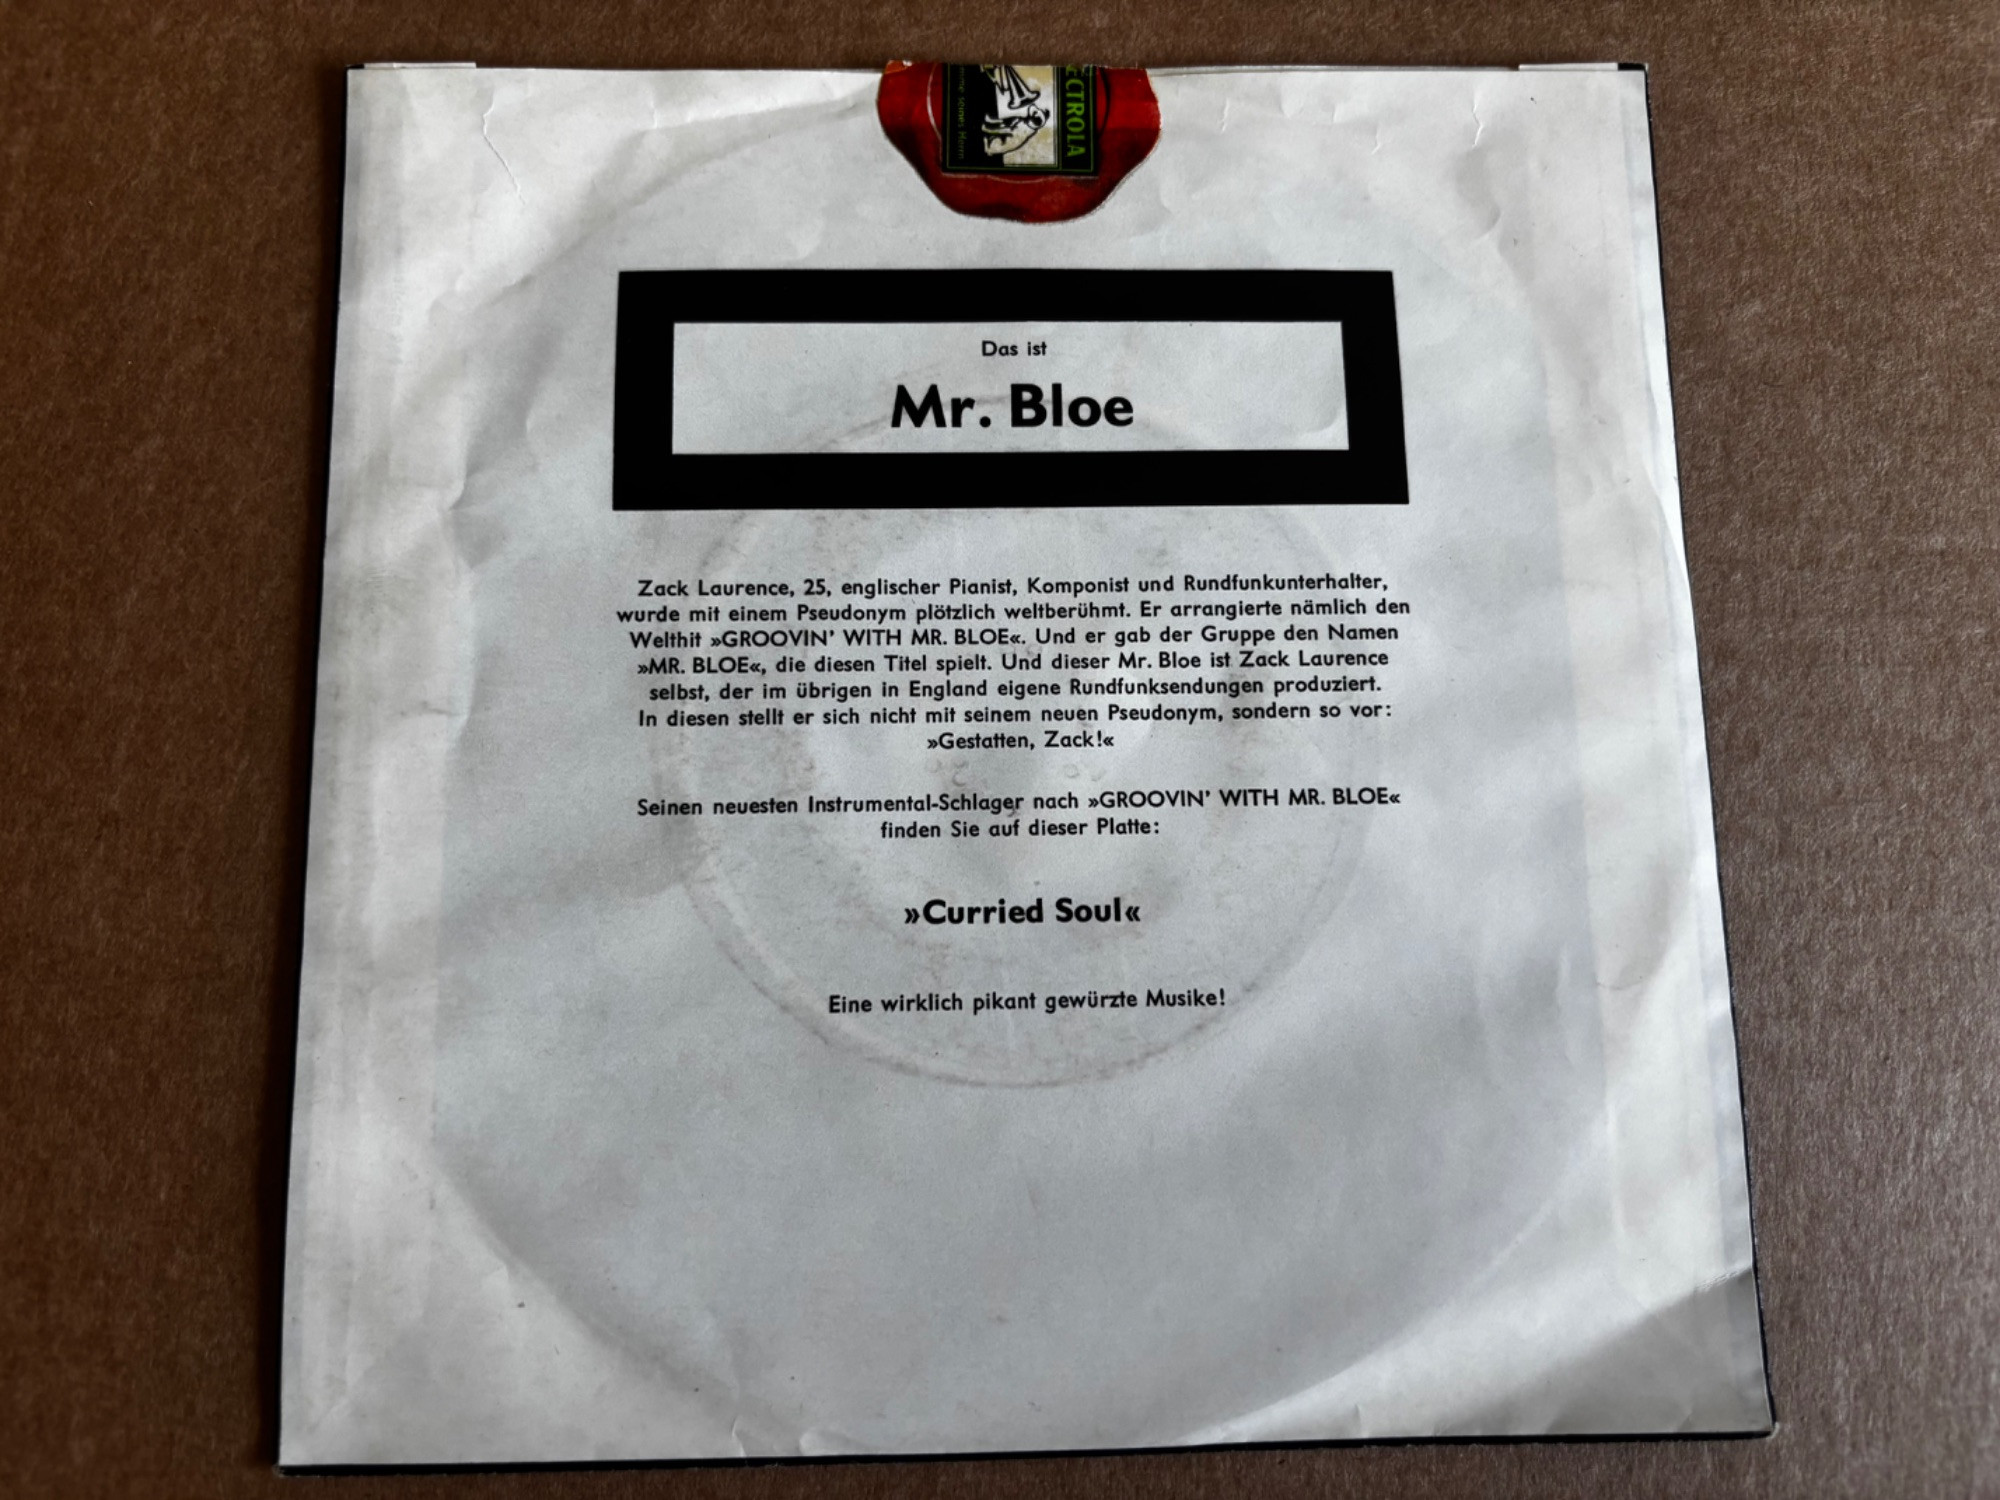 ECTROLA
Das ist
Mr. Bloe
Zack Laurence, 25, englischer Pianist, Komponist und Rundfunkunterhalter,
wurde mit einem Pseudonym plötzlich weltberühmt. Er arrangierte nämlich den
Welthit »GROOVIN' WITH MR. BLOE«. Und er gab der Gruppe den Namen
»MR. BLOE«, die diesen Titel spielt. Und dieser Mr. Bloe ist Zack Laurence
selbst, der im übrigen in England eigene Rundfunksendungen produziert.
In diesen stellt er sich nicht mit seinem neuen Pseudonym, sondern so vor:
»Gestatten, Zack!«
Seinen neuesten Instrumental-Schlager nach »GROOVIN' WITH MR. BLOE«
finden Sie auf dieser Platte:
»Curried Soul«
Eine wirklich pikant gewürzte Musike!